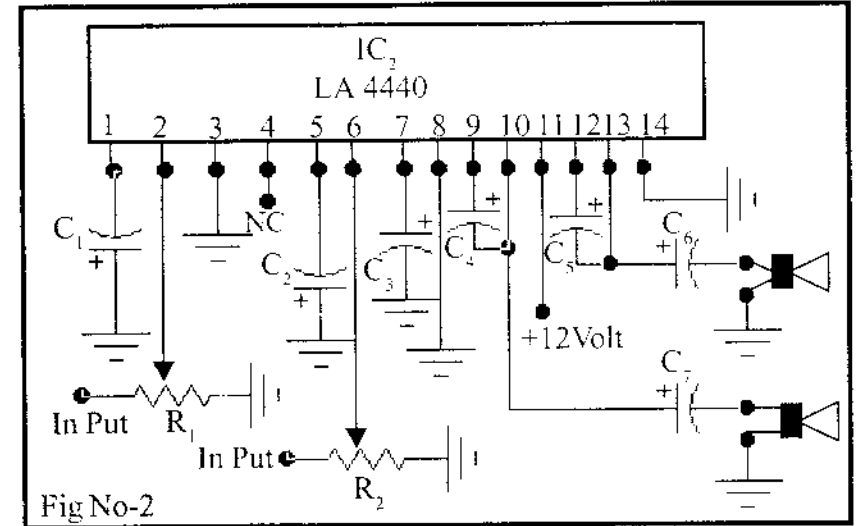 IC2
LA 4440
1 2 3 4 5 6 7 8 9 10 11 12 13 14
NC
C1
+
C2
+
C3
+
C4
+
C5
+
C6
+
+12Volt
C7
+
In Put
R1
In Put
R2
Fig No-2